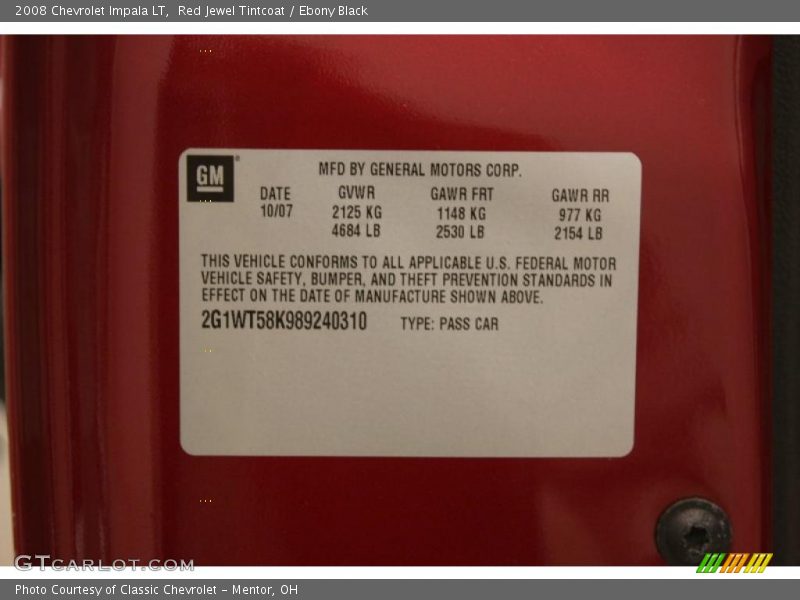 2008 Chevrolet Impala LT, Red Jewel Tintcoat / Ebony Black
GM
MFD BY GENERAL MOTORS CORP.
DATE GVWR GAWR FRT GAWR RR
10/07 2125 KG 1148 KG 977 KG
4684 LB 2530 LB 2154 LB
THIS VEHICLE CONFORMS TO ALL APPLICABLE U.S. FEDERAL MOTOR
VEHICLE SAFETY, BUMPER, AND THEFT PREVENTION STANDARDS IN
EFFECT ON THE DATE OF MANUFACTURE SHOWN ABOVE.
2G1WT58K989240310 TYPE: PASS CAR
GTCARLOT.COM
Photo Courtesy of Classic Chevrolet - Mentor, OH